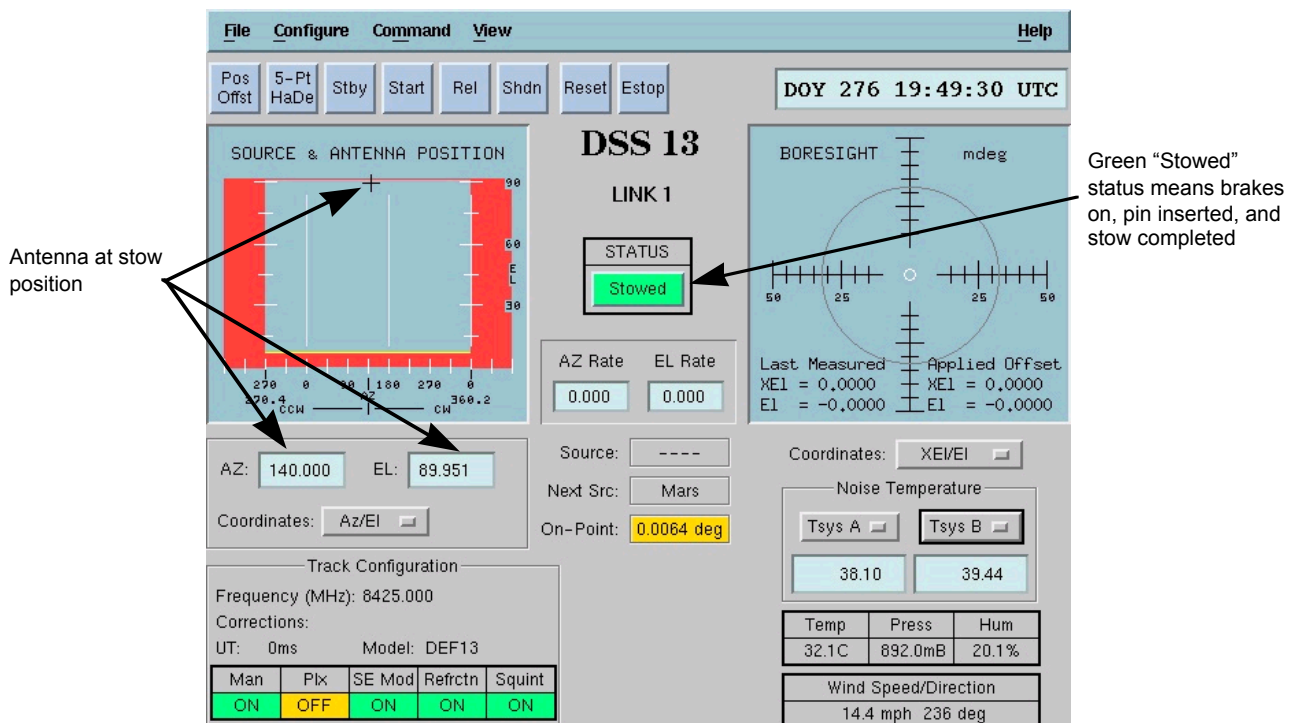 File Configure Command View Help
Pos Offst
5-Pt HaDe
Stby
Start
Rel
Shdn
Reset
Estop
DOY 276 19:49:30 UTC
SOURCE & ANTENNA POSITION
90
60
EL
30
270 0 90 180 270 0
270.4 AZ 360.2
CCW CW
DSS 13
LINK 1
STATUS
Stowed
AZ Rate EL Rate
0.000 0.000
BORESIGHT mdeg
50 25 25 50
Last Measured Applied Offset
XEl = 0.0000 XEl = 0.0000
El = -0.0000 El = -0.0000
Antenna at stow
position
Green “Stowed”
status means brakes
on, pin inserted, and
stow completed
AZ: 140.000 EL: 89.951
Coordinates: Az/El
Source: ----
Next Src: Mars
On-Point: 0.0064 deg
Coordinates: XEl/El
Noise Temperature
Tsys A Tsys B
38.10 39.44
Track Configuration
Frequency (MHz): 8425.000
Corrections:
UT: 0ms Model: DEF13
Man Plx SE Mod Refrctn Squint
ON OFF ON ON ON
Temp Press Hum
32.1C 892.0mB 20.1%
Wind Speed/Direction
14.4 mph 236 deg